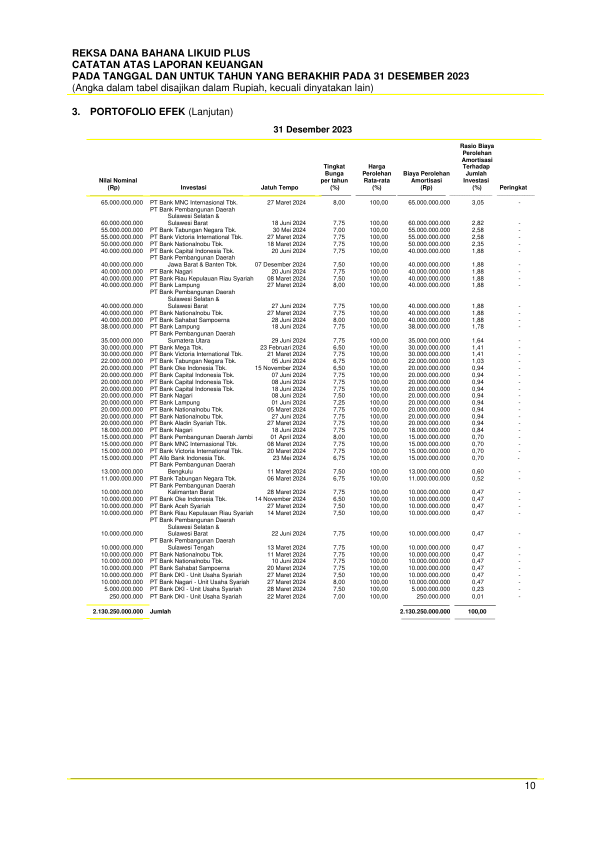 REKSA DANA BAHANA LIKUID PLUS
CATATAN ATAS LAPORAN KEUANGAN
PADA TANGGAL DAN UNTUK TAHUN YANG BERAKHIR PADA 31 DESEMBER 2023
(Angka dalam tabel disajikan dalam Rupiah, kecuali dinyatakan lain)
3. PORTOFOLIO EFEK (Lanjutan)
31 Desember 2023
Nilai Nominal (Rp) Investasi Jatuh Tempo Tingkat Bunga per tahun (%) Harga Perolehan Rata-rata (%) Biaya Perolehan Amortisasi (Rp) Rasio Biaya Perolehan Amortisasi Terhadap Jumlah Investasi (%) Peringkat
65.000.000.000 PT Bank MNC Internasional Tbk. 27 Maret 2024 8,00 100,00 65.000.000.000 3,05 -
PT Bank Pembangunan Daerah
Sulawesi Selatan &
60.000.000.000 Sulawesi Barat 18 Juni 2024 7,75 100,00 60.000.000.000 2,82 -
55.000.000.000 PT Bank Tabungan Negara Tbk. 30 Mei 2024 7,00 100,00 55.000.000.000 2,58 -
55.000.000.000 PT Bank Victoria International Tbk. 27 Maret 2024 7,75 100,00 55.000.000.000 2,58 -
50.000.000.000 PT Bank Nationalnobu Tbk. 18 Maret 2024 7,75 100,00 50.000.000.000 2,35 -
40.000.000.000 PT Bank Capital Indonesia Tbk. 20 Juni 2024 7,75 100,00 40.000.000.000 1,88 -
PT Bank Pembangunan Daerah
40.000.000.000 Jawa Barat & Banten Tbk. 07 Desember 2024 7,50 100,00 40.000.000.000 1,88 -
40.000.000.000 PT Bank Nagari 20 Juni 2024 7,75 100,00 40.000.000.000 1,88 -
40.000.000.000 PT Bank Riau Kepulauan Riau Syariah 08 Maret 2024 7,50 100,00 40.000.000.000 1,88 -
40.000.000.000 PT Bank Lampung 27 Maret 2024 8,00 100,00 40.000.000.000 1,88 -
PT Bank Pembangunan Daerah
Sulawesi Selatan &
40.000.000.000 Sulawesi Barat 27 Juni 2024 7,75 100,00 40.000.000.000 1,88 -
40.000.000.000 PT Bank Nationalnobu Tbk. 27 Maret 2024 7,75 100,00 40.000.000.000 1,88 -
40.000.000.000 PT Bank Sahabat Sampoerna 28 Juni 2024 8,00 100,00 40.000.000.000 1,88 -
38.000.000.000 PT Bank Lampung 18 Juni 2024 7,75 100,00 38.000.000.000 1,78 -
PT Bank Pembangunan Daerah
35.000.000.000 Sumatera Utara 29 Juni 2024 7,75 100,00 35.000.000.000 1,64 -
30.000.000.000 PT Bank Mega Tbk. 23 Februari 2024 6,50 100,00 30.000.000.000 1,41 -
30.000.000.000 PT Bank Victoria International Tbk. 21 Maret 2024 7,75 100,00 30.000.000.000 1,41 -
22.000.000.000 PT Bank Tabungan Negara Tbk. 05 Juni 2024 6,75 100,00 22.000.000.000 1,03 -
20.000.000.000 PT Bank Oke Indonesia Tbk. 15 November 2024 6,50 100,00 20.000.000.000 0,94 -
20.000.000.000 PT Bank Capital Indonesia Tbk. 07 Juni 2024 7,75 100,00 20.000.000.000 0,94 -
20.000.000.000 PT Bank Capital Indonesia Tbk. 08 Juni 2024 7,75 100,00 20.000.000.000 0,94 -
20.000.000.000 PT Bank Capital Indonesia Tbk. 18 Juni 2024 7,75 100,00 20.000.000.000 0,94 -
20.000.000.000 PT Bank Nagari 08 Juni 2024 7,50 100,00 20.000.000.000 0,94 -
20.000.000.000 PT Bank Lampung 01 Juni 2024 7,25 100,00 20.000.000.000 0,94 -
20.000.000.000 PT Bank Nationalnobu Tbk. 05 Maret 2024 7,75 100,00 20.000.000.000 0,94 -
20.000.000.000 PT Bank Nationalnobu Tbk. 27 Juni 2024 7,75 100,00 20.000.000.000 0,94 -
20.000.000.000 PT Bank Aladin Syariah Tbk. 27 Maret 2024 7,75 100,00 20.000.000.000 0,94 -
18.000.000.000 PT Bank Nagari 18 Juni 2024 7,75 100,00 18.000.000.000 0,84 -
15.000.000.000 PT Bank Pembangunan Daerah Jambi 01 April 2024 8,00 100,00 15.000.000.000 0,70 -
15.000.000.000 PT Bank MNC Internasional Tbk. 08 Maret 2024 7,75 100,00 15.000.000.000 0,70 -
15.000.000.000 PT Bank Victoria International Tbk. 20 Maret 2024 7,75 100,00 15.000.000.000 0,70 -
15.000.000.000 PT Allo Bank Indonesia Tbk. 23 Mei 2024 6,75 100,00 15.000.000.000 0,70 -
PT Bank Pembangunan Daerah
13.000.000.000 Bengkulu 11 Maret 2024 7,50 100,00 13.000.000.000 0,60 -
11.000.000.000 PT Bank Tabungan Negara Tbk. 06 Maret 2024 6,75 100,00 11.000.000.000 0,52 -
PT Bank Pembangunan Daerah
10.000.000.000 Kalimantan Barat 28 Maret 2024 7,75 100,00 10.000.000.000 0,47 -
10.000.000.000 PT Bank Oke Indonesia Tbk. 14 November 2024 6,50 100,00 10.000.000.000 0,47 -
10.000.000.000 PT Bank Aceh Syariah 27 Maret 2024 7,50 100,00 10.000.000.000 0,47 -
10.000.000.000 PT Bank Riau Kepulauan Riau Syariah 14 Maret 2024 7,50 100,00 10.000.000.000 0,47 -
PT Bank Pembangunan Daerah
Sulawesi Selatan &
10.000.000.000 Sulawesi Barat 22 Juni 2024 7,75 100,00 10.000.000.000 0,47 -
PT Bank Pembangunan Daerah
10.000.000.000 Sulawesi Tengah 13 Maret 2024 7,75 100,00 10.000.000.000 0,47 -
10.000.000.000 PT Bank Nationalnobu Tbk. 11 Maret 2024 7,75 100,00 10.000.000.000 0,47 -
10.000.000.000 PT Bank Nationalnobu Tbk. 10 Juni 2024 7,75 100,00 10.000.000.000 0,47 -
10.000.000.000 PT Bank Sahabat Sampoerna 20 Maret 2024 7,75 100,00 10.000.000.000 0,47 -
10.000.000.000 PT Bank DKI - Unit Usaha Syariah 27 Maret 2024 7,50 100,00 10.000.000.000 0,47 -
10.000.000.000 PT Bank Nagari - Unit Usaha Syariah 27 Maret 2024 8,00 100,00 10.000.000.000 0,47 -
5.000.000.000 PT Bank DKI - Unit Usaha Syariah 28 Maret 2024 7,50 100,00 5.000.000.000 0,23 -
250.000.000 PT Bank DKI - Unit Usaha Syariah 22 Maret 2024 7,00 100,00 250.000.000 0,01 -
2.130.250.000.000 Jumlah 2.130.250.000.000 100,00
10